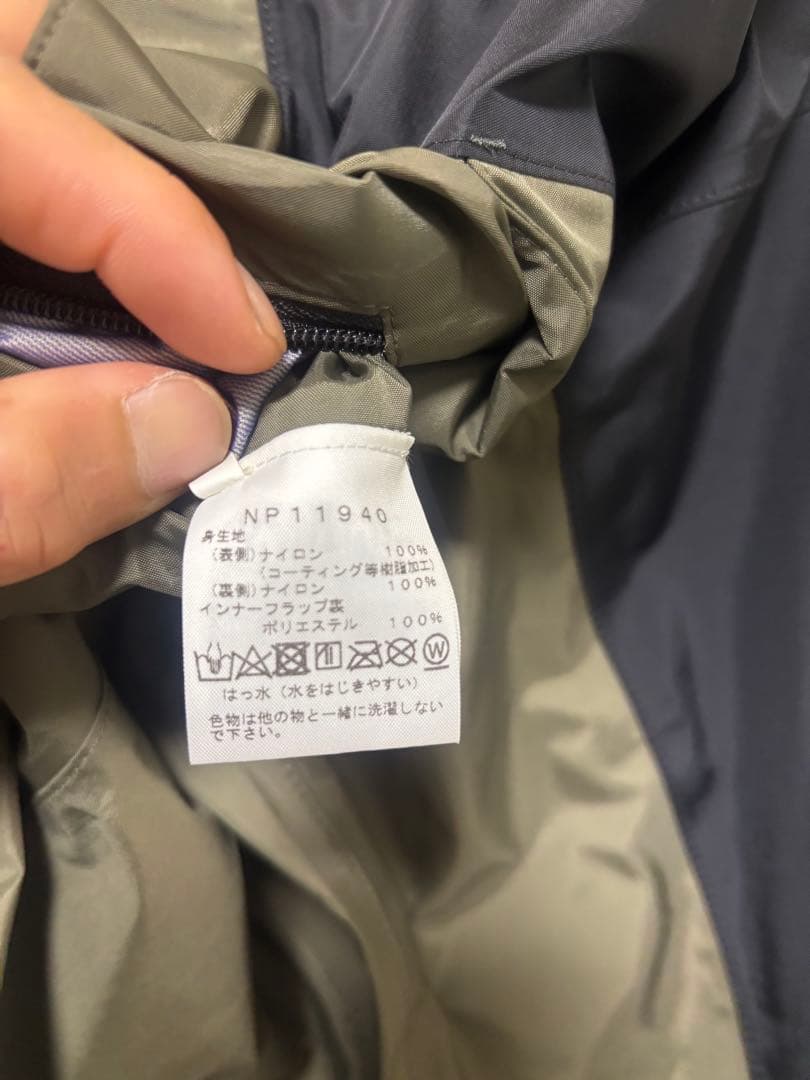 NP11940
身生地
(表側)ナイロン 100%
(コーティング等樹脂加工)
(裏側)ナイロン 100%
インナーフラップ裏
ポリエステル 100%
W
はっ水 (水をはじきやすい)
色物は他の物と一緒に洗濯しない
で下さい。